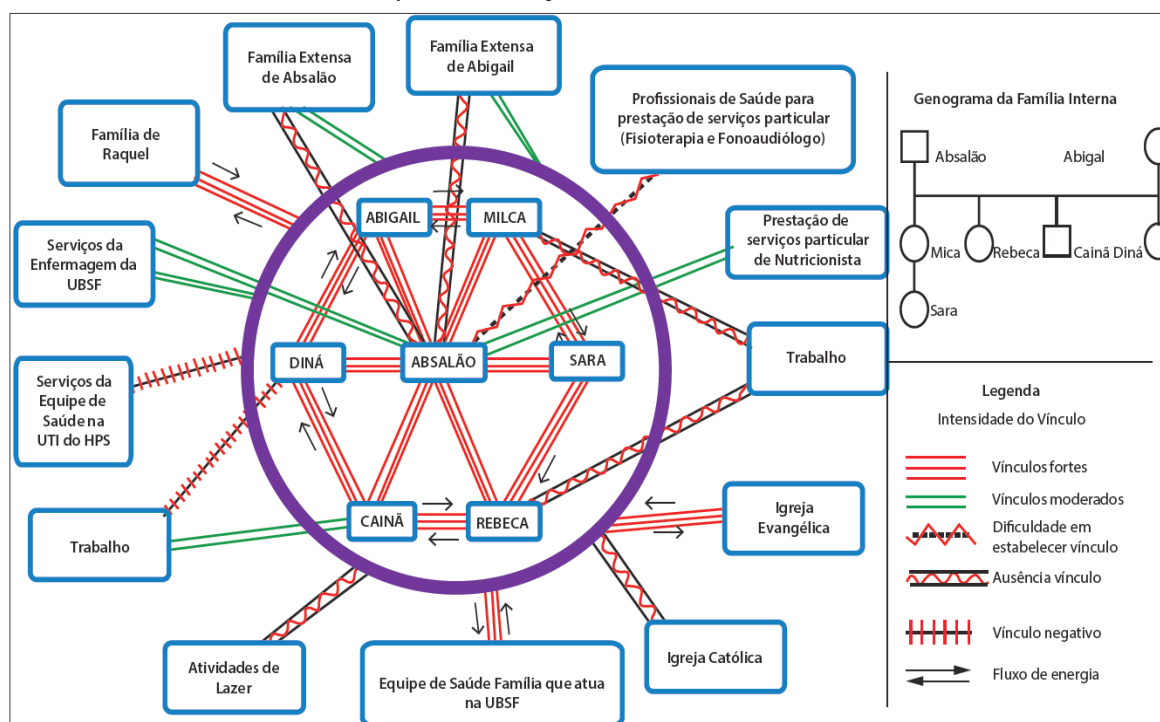 Família Extensa
de Absalão
Família Extensa
de Abigail
Profissionais de Saúde para
prestação de serviços particular
(Fisioterapia e Fonoaudiólogo)
Família de
Raquel
Serviços da
Enfermagem da
UBSF
Prestação de
serviços particular
de Nutricionista
ABIGAIL
MILCA
DINÁ
ABSALÃO
SARA
Trabalho
Serviços da
Equipe de
Saúde na
UTI do HPS
CAINÃ
REBECA
Trabalho
Igreja
Evangélica
Atividades de
Lazer
Equipe de Saúde Família que atua
na UBSF
Igreja Católica
Genograma da Família Interna
Absalão
Abigal
Mica
Rebeca
Cainã Diná
Sara
Legenda
Intensidade do Vínculo
Vínculos fortes
Vínculos moderados
Dificuldade em
estabelecer vínculo
Ausência vínculo
Vínculo negativo
Fluxo de energia